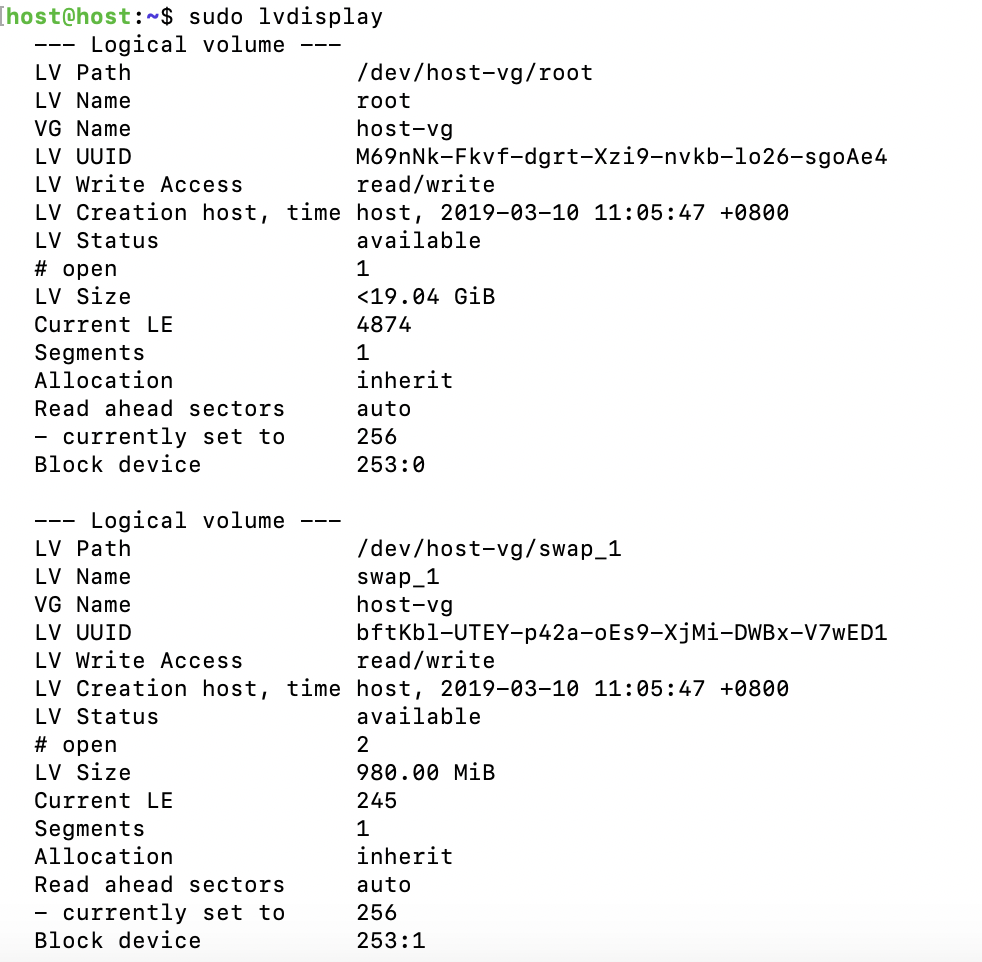 [host@host:~$ sudo lvdisplay
  --- Logical volume ---
  LV Path                /dev/host-vg/root
  LV Name                root
  VG Name                host-vg
  LV UUID                M69nNk-Fkvf-dgrt-Xzi9-nvkb-lo26-sgoAe4
  LV Write Access        read/write
  LV Creation host, time host, 2019-03-10 11:05:47 +0800
  LV Status              available
  # open                 1
  LV Size                <19.04 GiB
  Current LE             4874
  Segments               1
  Allocation             inherit
  Read ahead sectors     auto
  - currently set to     256
  Block device           253:0

  --- Logical volume ---
  LV Path                /dev/host-vg/swap_1
  LV Name                swap_1
  VG Name                host-vg
  LV UUID                bftKbl-UTEY-p42a-oEs9-XjMi-DWBx-V7wED1
  LV Write Access        read/write
  LV Creation host, time host, 2019-03-10 11:05:47 +0800
  LV Status              available
  # open                 2
  LV Size                980.00 MiB
  Current LE             245
  Segments               1
  Allocation             inherit
  Read ahead sectors     auto
  - currently set to     256
  Block device           253:1